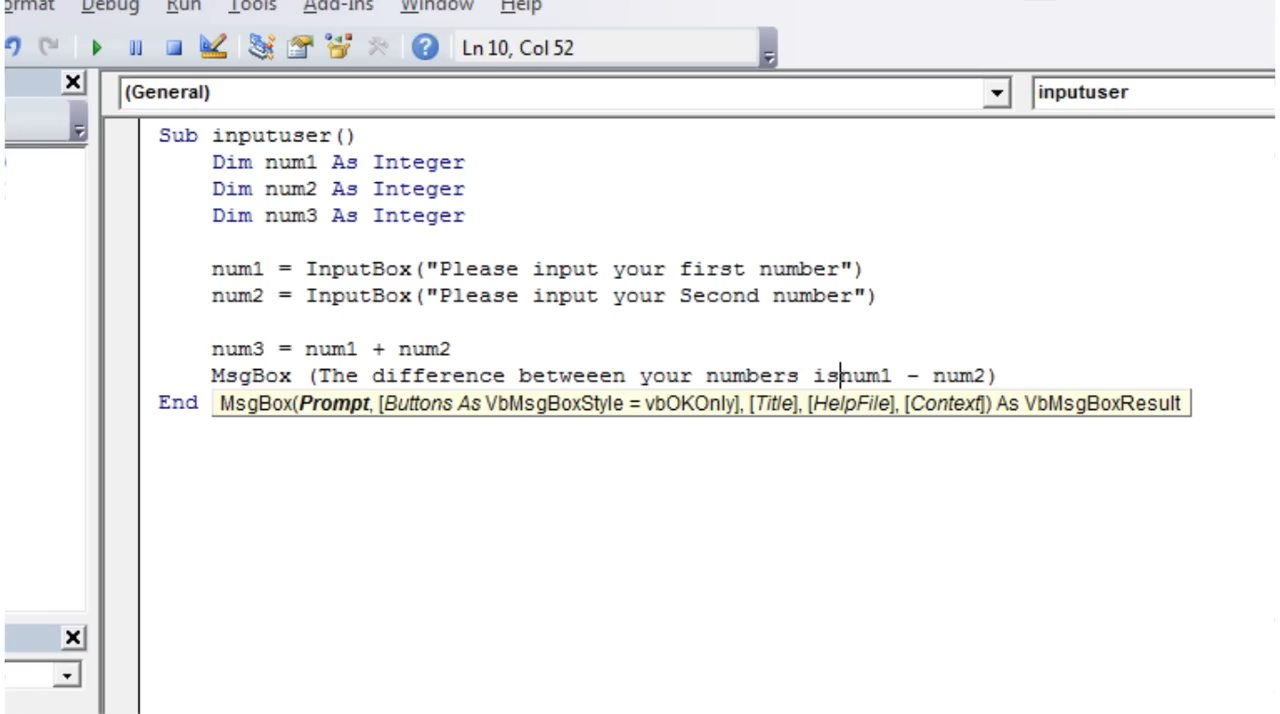 ormat Debug Run Tools Add-Ins Window Help
Ln 10, Col 52
(General) inputuser
Sub inputuser()
Dim num1 As Integer
Dim num2 As Integer
Dim num3 As Integer
num1 = InputBox("Please input your first number")
num2 = InputBox("Please input your Second number")
num3 = num1 + num2
MsgBox (The difference betweeen your numbers isnum1 - num2)
End
MsgBox(Prompt, [Buttons As VbMsgBoxStyle = vbOKOnly], [Title], [HelpFile], [Context]) As VbMsgBoxResult